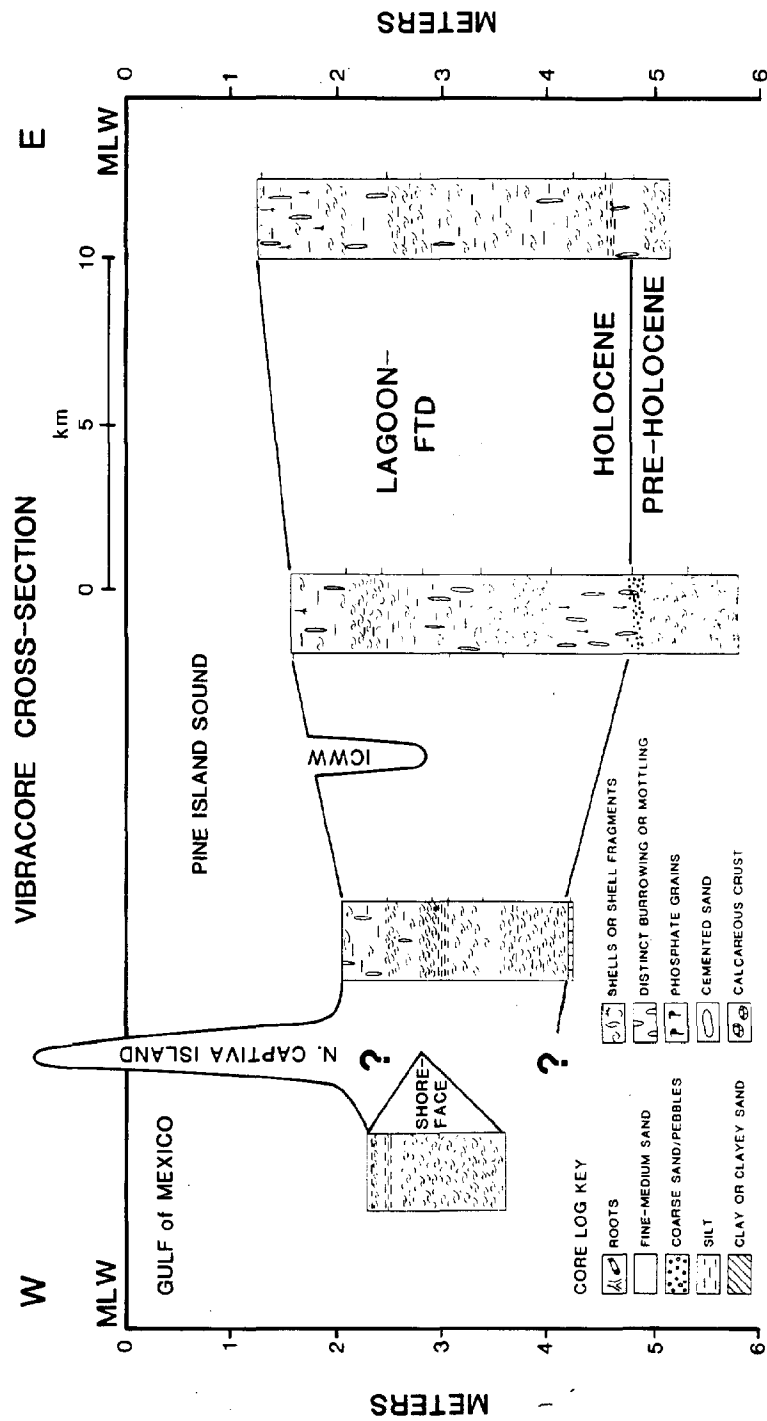 VIBRACORE CROSS-SECTION
W
E
MLW
MLW
km
0
5
10
GULF of MEXICO
N. CAPTIVA ISLAND
PINE ISLAND SOUND
ICWW
SHORE-
FACE
?
?
LAGOON-
FTD
HOLOCENE
PRE-HOLOCENE
METERS
0
1
2
3
4
5
6
METERS
0
1
2
3
4
5
6
CORE LOG KEY
ROOTS
FINE-MEDIUM SAND
COARSE SAND/PEBBLES
SILT
CLAY OR CLAYEY SAND
SHELLS OR SHELL FRAGMENTS
DISTINCT BURROWING OR MOTTLING
PHOSPHATE GRAINS
CEMENTED SAND
CALCAREOUS CRUST